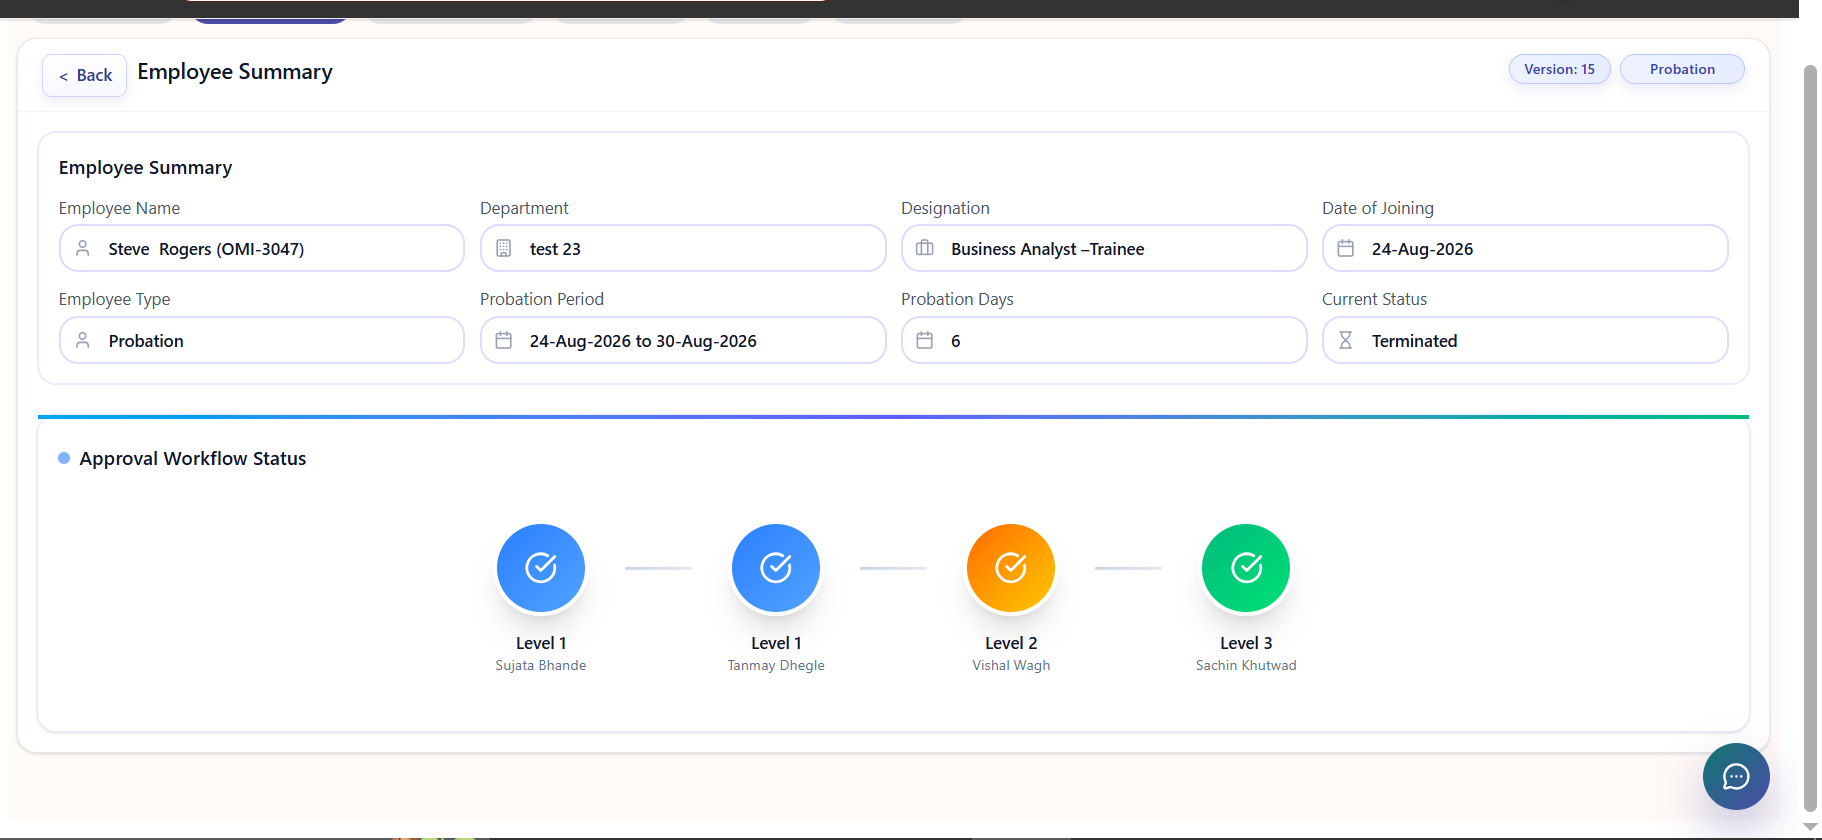 < Back
Employee Summary
Version: 15
Probation
Employee Summary
Employee Name
Department
Designation
Date of Joining
Steve  Rogers (OMI-3047)
test 23
Business Analyst –Trainee
24-Aug-2026
Employee Type
Probation Period
Probation Days
Current Status
Probation
24-Aug-2026 to 30-Aug-2026
6
Terminated
Approval Workflow Status
Level 1
Level 1
Level 2
Level 3
Sujata Bhande
Tanmay Dhegle
Vishal Wagh
Sachin Khutwad